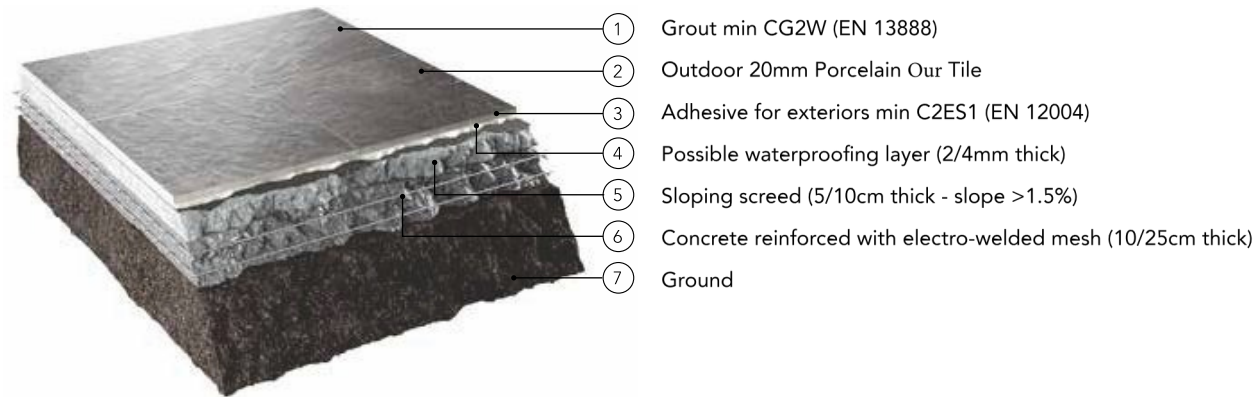 1 Grout min CG2W (EN 13888)
2 Outdoor 20mm Porcelain Our Tile
3 Adhesive for exteriors min C2ES1 (EN 12004)
4 Possible waterproofing layer (2/4mm thick)
5 Sloping screed (5/10cm thick - slope >1.5%)
6 Concrete reinforced with electro-welded mesh (10/25cm thick)
7 Ground